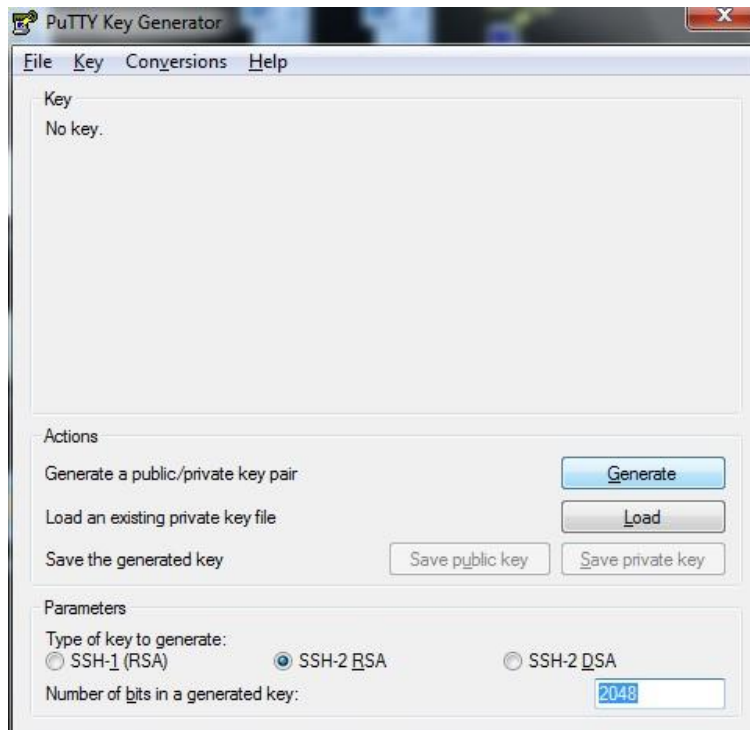 PuTTY Key Generator
X
File Key Conversions Help
Key
No key.
Actions
Generate a public/private key pair Generate
Load an existing private key file Load
Save the generated key Save public key Save private key
Parameters
Type of key to generate:
SSH-1 (RSA) SSH-2 RSA SSH-2 DSA
Number of bits in a generated key: 2048